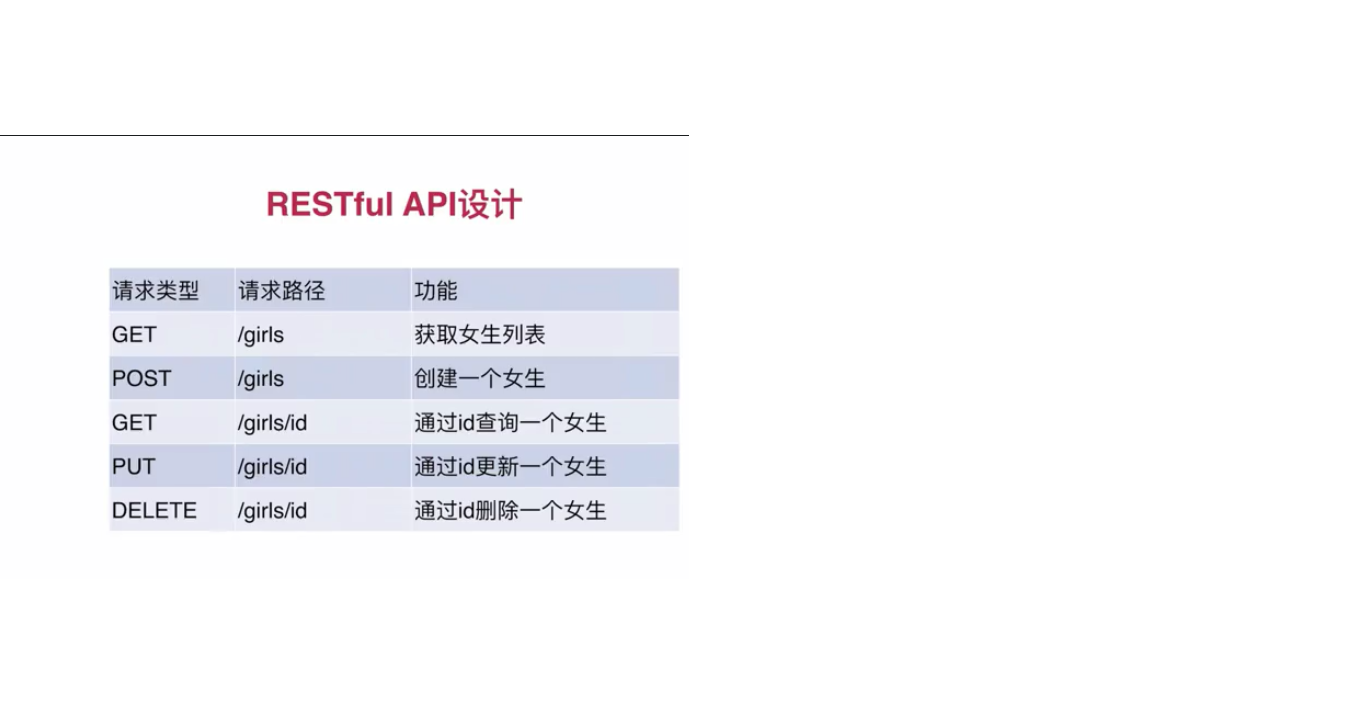 RESTful API设计
请求类型 请求路径 功能
GET /girls 获取女生列表
POST /girls 创建一个女生
GET /girls/id 通过id查询一个女生
PUT /girls/id 通过id更新一个女生
DELETE /girls/id 通过id删除一个女生